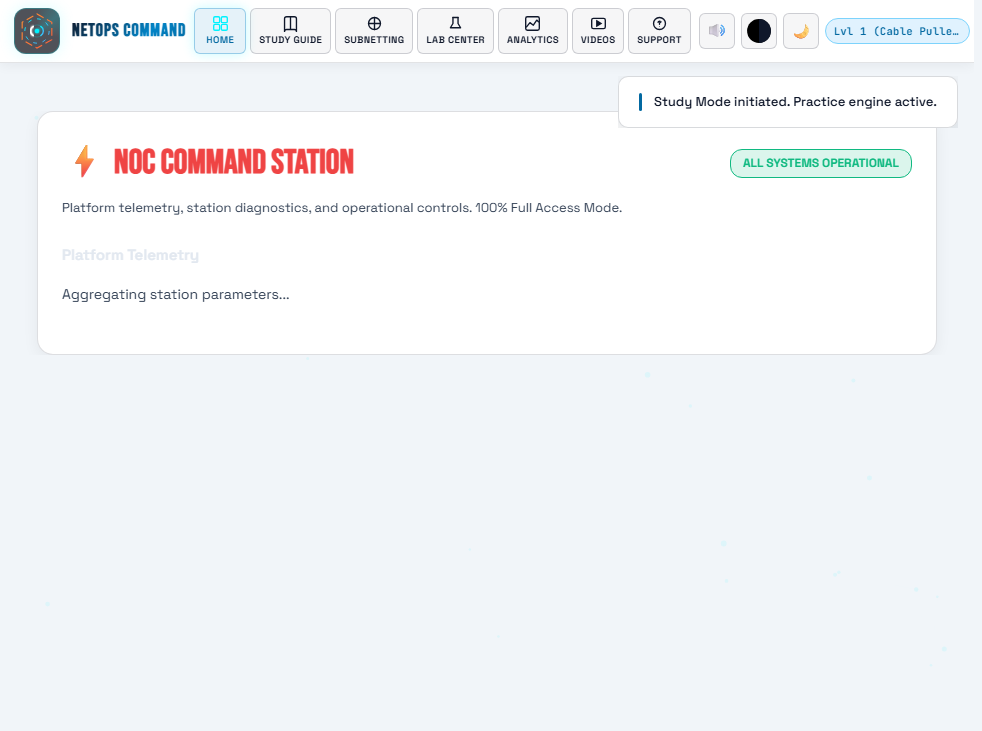 NETOPS COMMAND
HOME
STUDY GUIDE
SUBNETTING
LAB CENTER
ANALYTICS
VIDEOS
SUPPORT
Lvl 1 (Cable Pulle…
Study Mode initiated. Practice engine active.
NOC COMMAND STATION
ALL SYSTEMS OPERATIONAL
Platform telemetry, station diagnostics, and operational controls. 100% Full Access Mode.
Platform Telemetry
Aggregating station parameters...